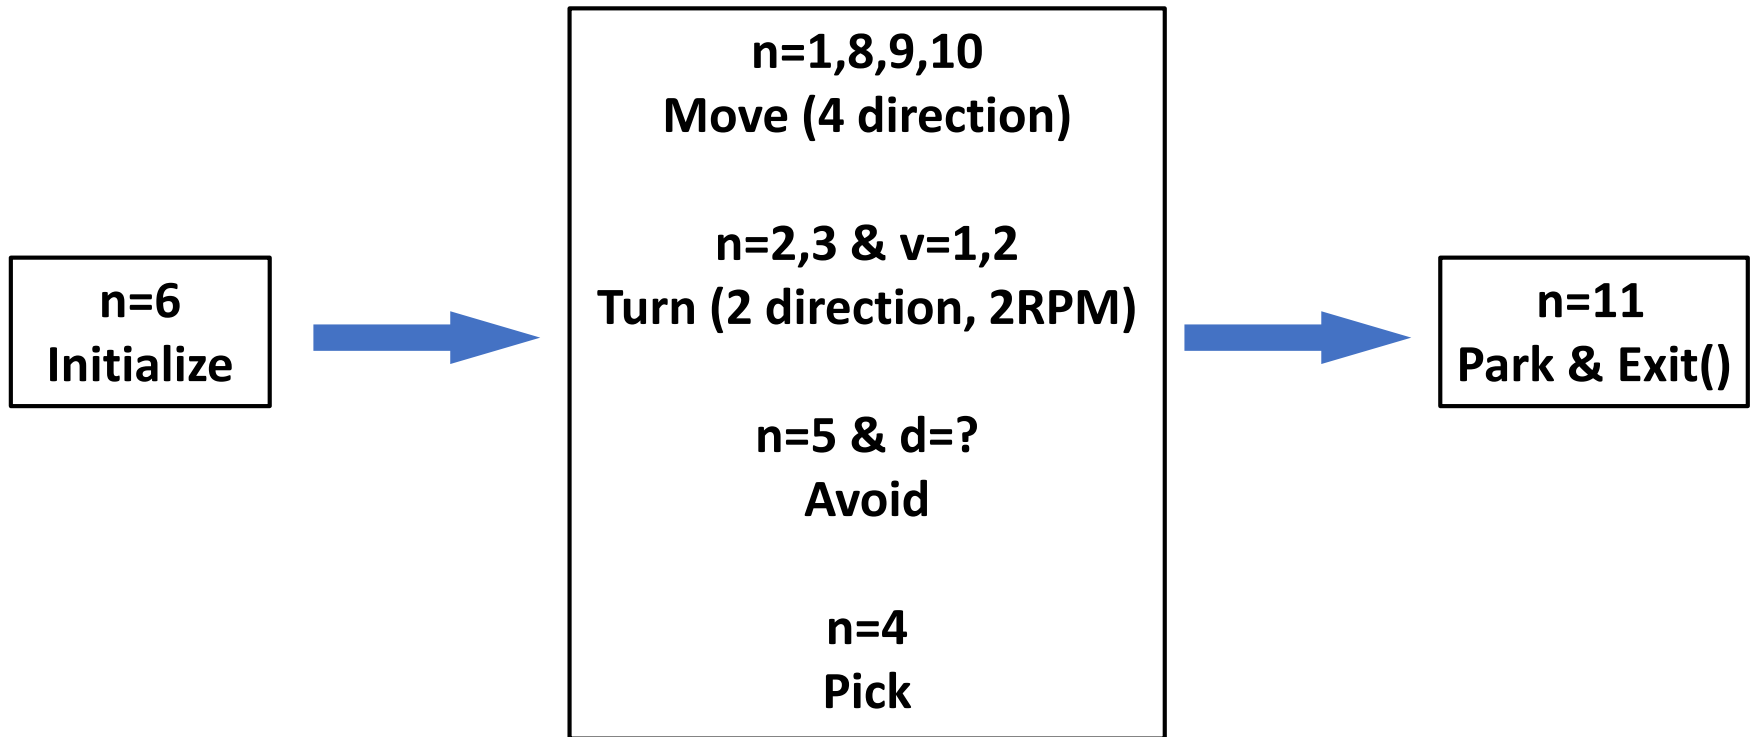 n=6
Initialize
n=1,8,9,10
Move (4 direction)
n=2,3 & v=1,2
Turn (2 direction, 2RPM)
n=5 & d=?
Avoid
n=4
Pick
n=11
Park & Exit()